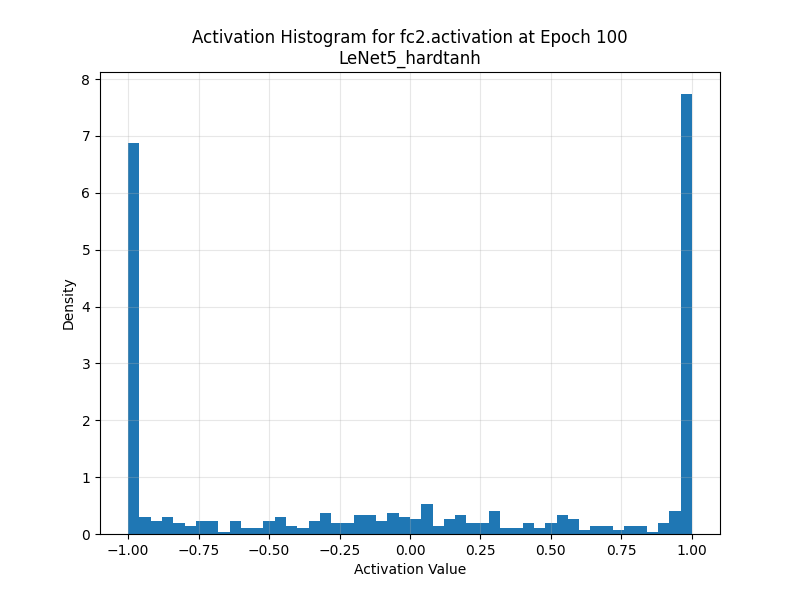 Activation Histogram for fc2.activation at Epoch 100
LeNet5_hardtanh
8
7
6
5
4
3
2
1
0
Density
−1.00 −0.75 −0.50 −0.25 0.00 0.25 0.50 0.75 1.00
Activation Value